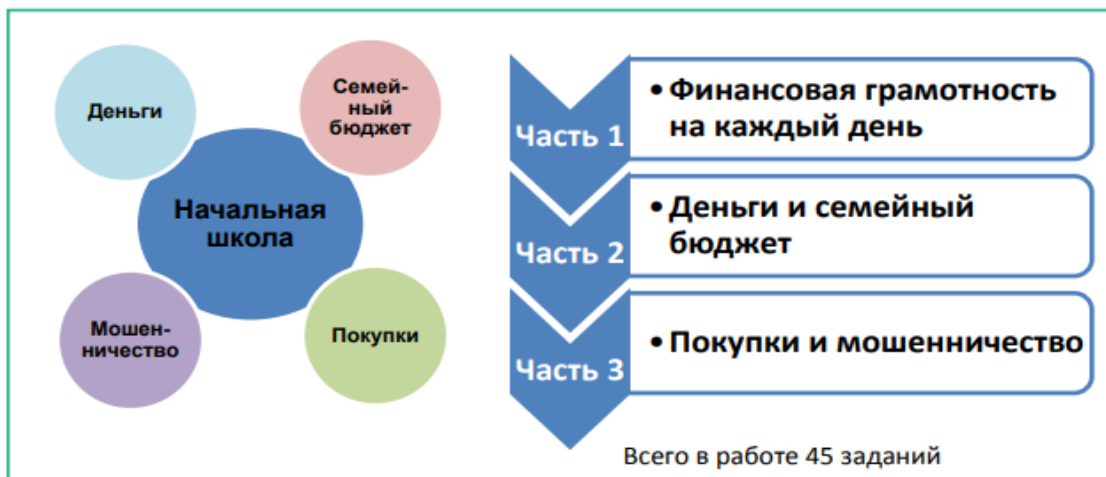 Деньги
Семей-
ный
бюджет
Начальная
школа
Мошен-
ничество
Покупки
Часть 1
• Финансовая грамотность
на каждый день
Часть 2
• Деньги и семейный
бюджет
Часть 3
• Покупки и мошенничество
Всего в работе 45 заданий